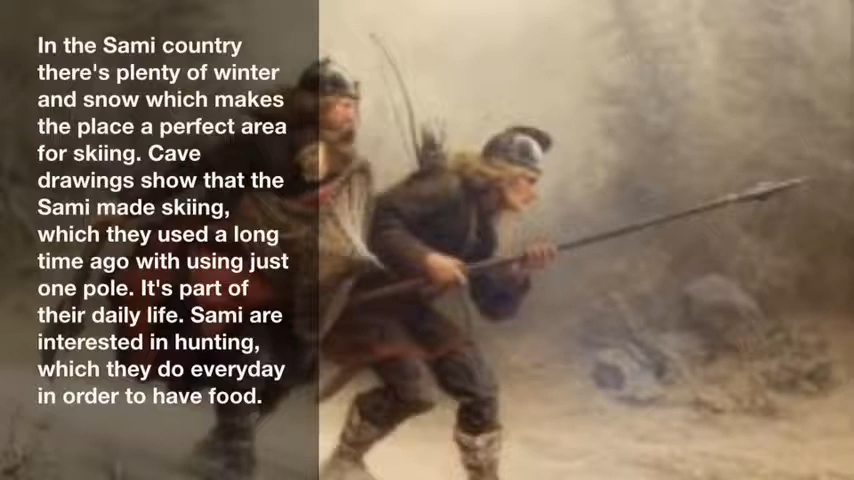 In the Sami country
there's plenty of winter
and snow which makes
the place a perfect area
for skiing. Cave
drawings show that the
Sami made skiing,
which they used a long
time ago with using just
one pole. It's part of
their daily life. Sami are
interested in hunting,
which they do everyday
in order to have food.